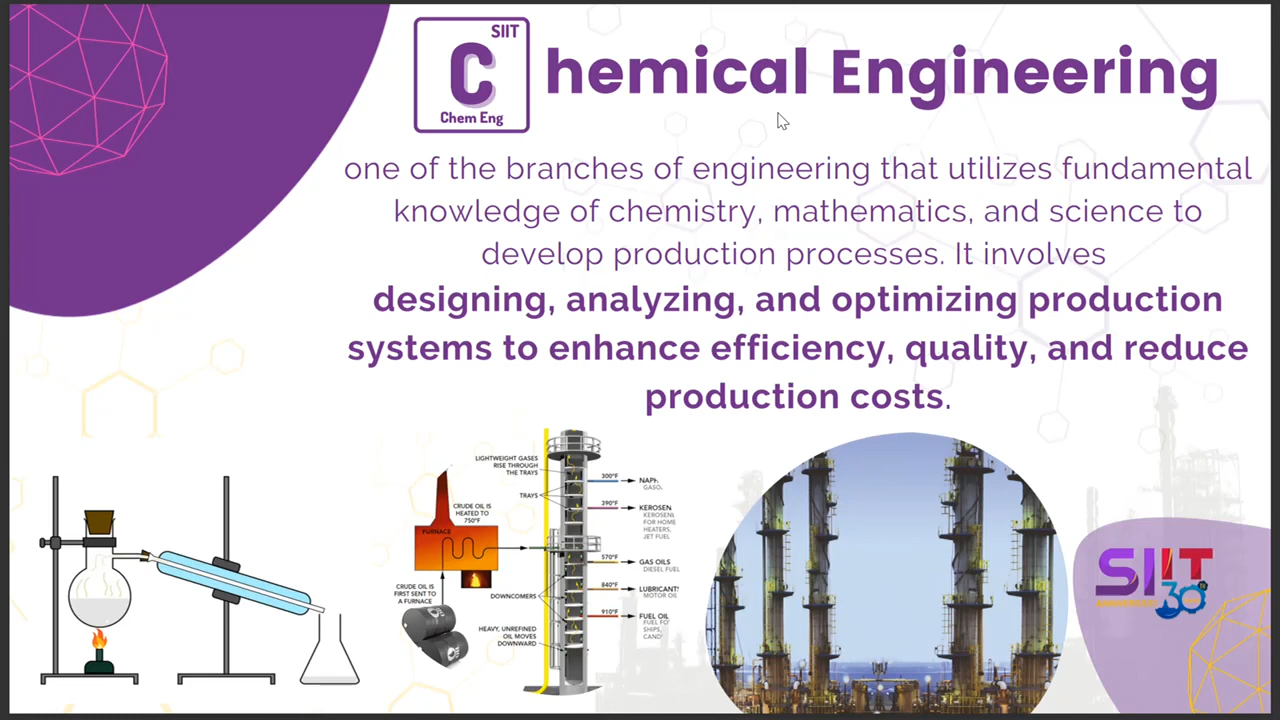 SIIT
C
Chem Eng
hemical Engineering
one of the branches of engineering that utilizes fundamental
knowledge of chemistry, mathematics, and science to
develop production processes. It involves
designing, analyzing, and optimizing production
systems to enhance efficiency, quality, and reduce
production costs.
LIGHTWEIGHT GASES
RISE THROUGH
THE TRAYS
TRAYS
CRUDE OIL IS
HEATED TO
750°F
FURNACE
CRUDE OIL IS
FIRST SENT TO
A FURNACE
DOWNCOMERS
HEAVY, UNREFINED
OIL MOVES
DOWNWARD
300°F
390°F
KEROSEN
KEROSENE
FOR HOME
HEATERS,
JET FUEL
570°F
GAS OILS
DIESEL FUEL
840°F
LUBRICANT
MOTOR OIL
910°F
FUEL OIL
FUEL FO
SHIPS,
SIIT
30